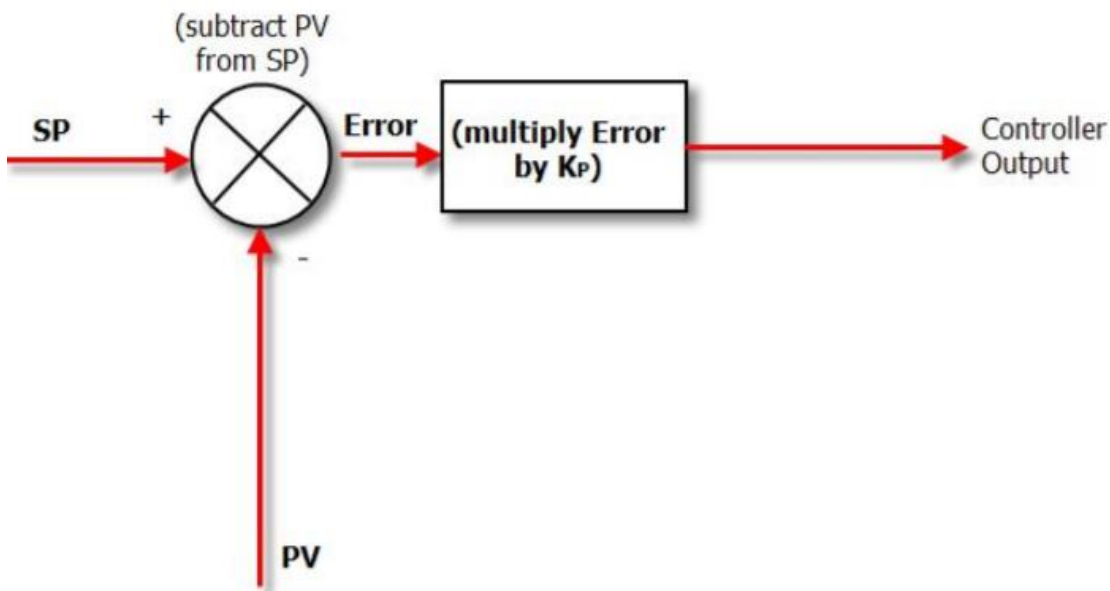 (subtract PV
from SP)
SP
+
Error
(multiply Error
by KP)
Controller
Output
-
PV